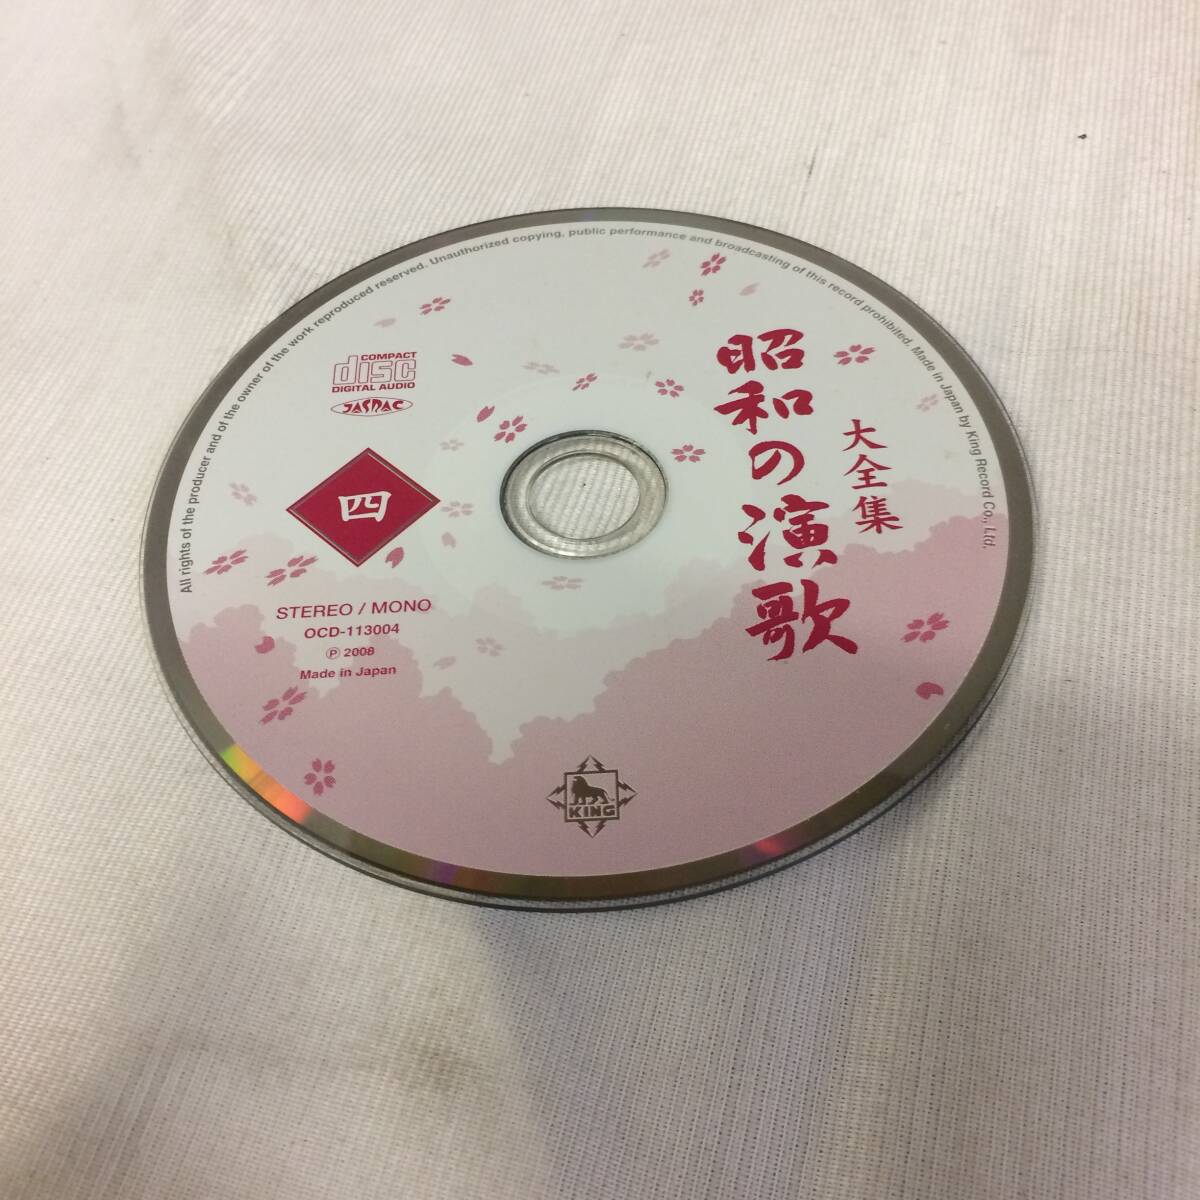 All rights of the producer and of the owner of the work reproduced reserved. Unauthorized copying, public performance and broadcasting of this record prohibited. Made in Japan by King Record Co., Ltd.
昭和の演歌
大全集
COMPACT
disc
DIGITAL AUDIO
JASRAC
四
STEREO / MONO
OCD-113004
Ⓟ 2008
Made in Japan
KING